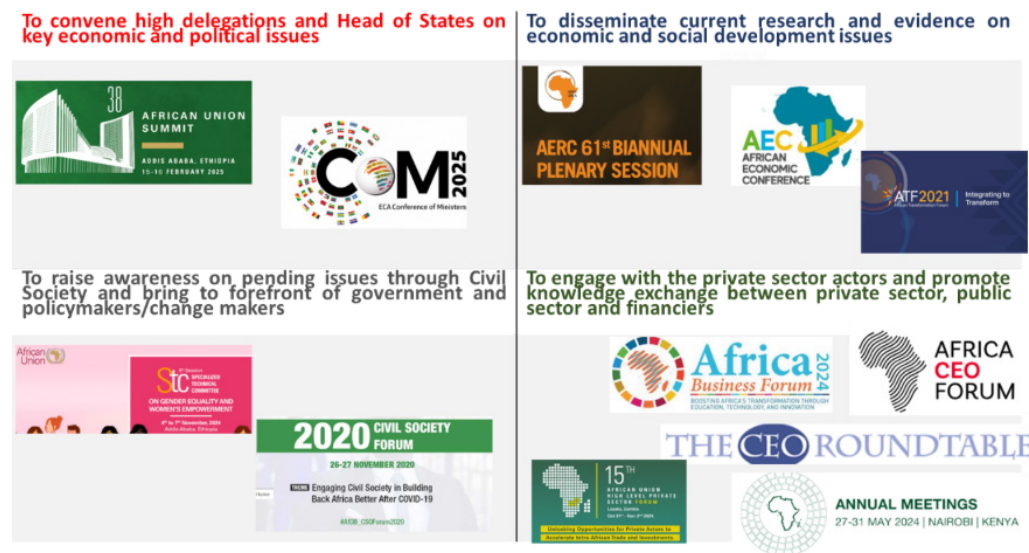 To convene high delegations and Head of States on
key economic and political issues
38
AFRICAN UNION
SUMMIT
ADDIS ABABA, ETHIOPIA
15-16 FEBRUARY 2025
COM
2025
ECA Conference of Ministers
To disseminate current research and evidence on
economic and social development issues
AERC 61st BIANNUAL
PLENARY SESSION
AEC
AFRICAN
ECONOMIC
CONFERENCE
ATF2021
African Transformation Forum
Integrating to
Transform
To raise awareness on pending issues through Civil
Society and bring to forefront of government and
policymakers/change makers
African
Union
Session
Stc
SPECIALIZED
TECHNICAL
COMMITTEE
ON GENDER EQUALITY AND
WOMEN'S EMPOWERMENT
Addis Ababa, Ethiopia
2020 CIVIL SOCIETY
FORUM
26-27 NOVEMBER 2020
THEME Engaging Civil Society in Building
Back Africa Better After COVID-19
#AfDB_CSOForum2020
To engage with the private sector actors and promote
knowledge exchange between private sector, public
sector and financiers
Africa
Business Forum
2024
BOOSTING AFRICA'S TRANSFORMATION THROUGH
EDUCATION, TECHNOLOGY, AND INNOVATION
AFRICA
CEO
FORUM
THE CEO ROUNDTABLE
15TH
AFRICAN UNION
HIGH LEVEL PRIVATE
SECTOR FORUM
Lusaka, Zambia
Unlocking Opportunities for Private Actors to
Accelerate Intra African Trade and Investments
ANNUAL MEETINGS
27-31 MAY 2024 | NAIROBI | KENYA